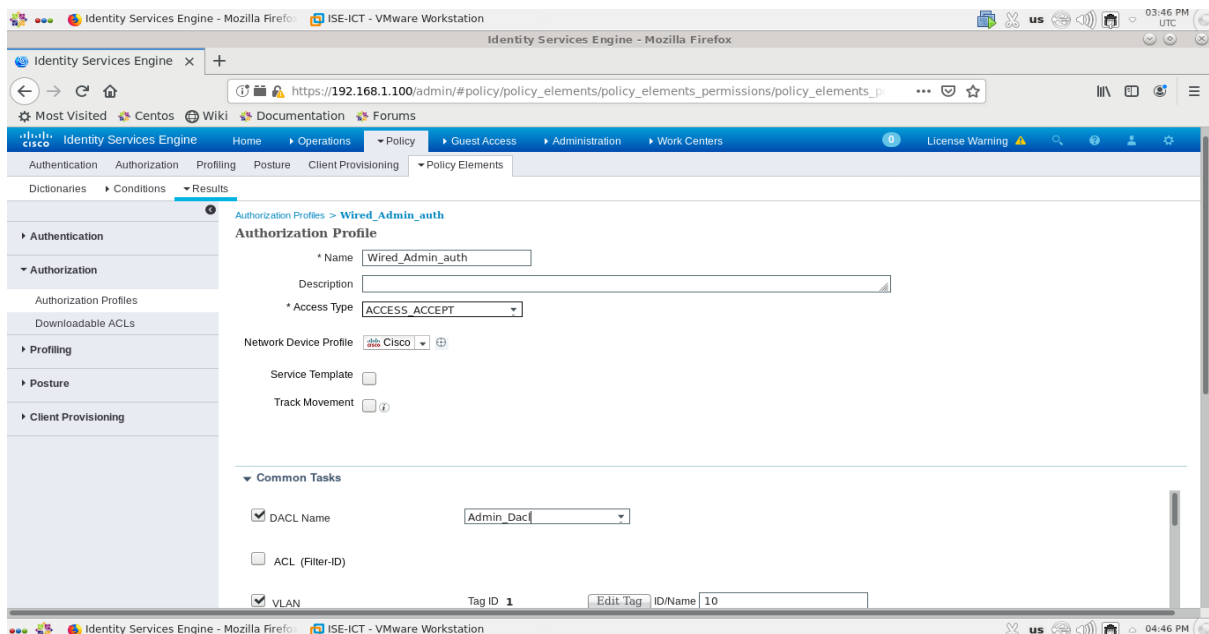 Identity Services Engine - Mozilla Firefox ISE-ICT - VMware Workstation us 03:46 PM UTC
Identity Services Engine - Mozilla Firefox
Identity Services Engine × +
https://192.168.1.100/admin/#policy/policy_elements/policy_elements_permissions/policy_elements_p
Most Visited Centos Wiki Documentation Forums
cisco Identity Services Engine Home Operations Policy Guest Access Administration Work Centers 0 License Warning
Authentication Authorization Profiling Posture Client Provisioning Policy Elements
Dictionaries Conditions Results
Authentication
Authorization
Authorization Profiles
Downloadable ACLs
Profiling
Posture
Client Provisioning
Authorization Profiles > Wired_Admin_auth
Authorization Profile
* Name Wired_Admin_auth
Description
* Access Type ACCESS_ACCEPT
Network Device Profile cisco Cisco
Service Template
Track Movement i
Common Tasks
DACL Name Admin_Dacl
ACL (Filter-ID)
VLAN Tag ID 1 Edit Tag ID/Name 10
Identity Services Engine - Mozilla Firefox ISE-ICT - VMware Workstation us 04:46 PM